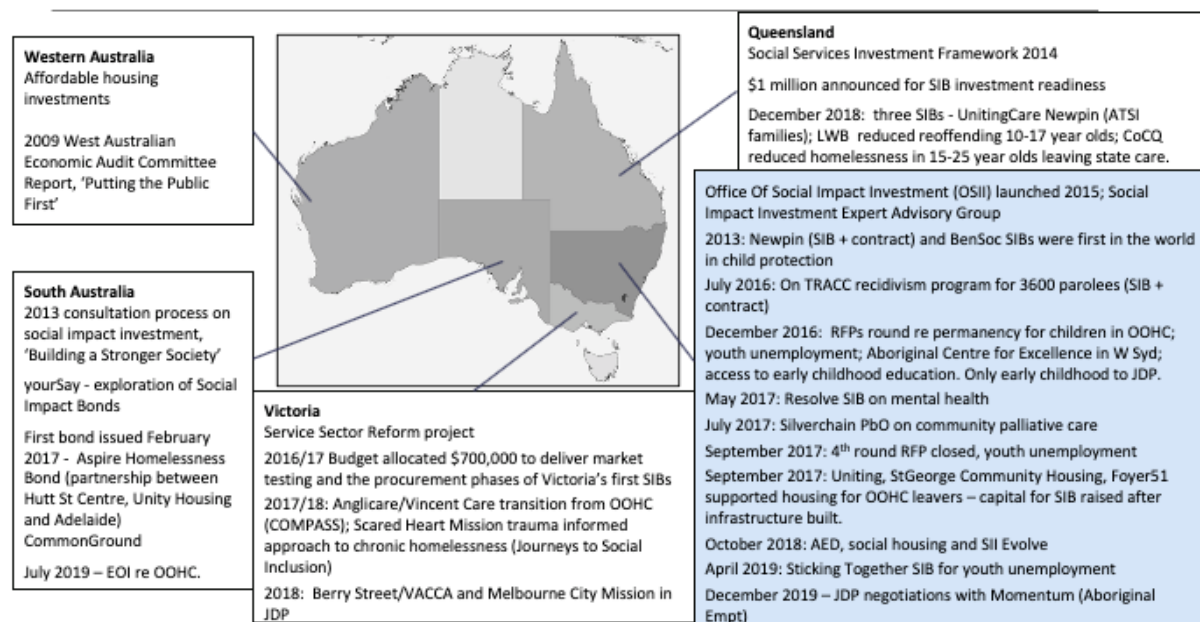 Western Australia
Affordable housing
investments
2009 West Australian
Economic Audit Committee
Report, ‘Putting the Public
First’
South Australia
2013 consultation process on
social impact investment,
‘Building a Stronger Society’
yourSay - exploration of Social
Impact Bonds
First bond issued February
2017 - Aspire Homelessness
Bond (partnership between
Hutt St Centre, Unity Housing
and Adelaide)
CommonGround
July 2019 – EOI re OOHC.
Victoria
Service Sector Reform project
2016/17 Budget allocated $700,000 to deliver market
testing and the procurement phases of Victoria’s first SIBs
2017/18: Anglicare/Vincent Care transition from OOHC
(COMPASS); Scared Heart Mission trauma informed
approach to chronic homelessness (Journeys to Social
Inclusion)
2018: Berry Street/VACCA and Melbourne City Mission in
JDP
Queensland
Social Services Investment Framework 2014
$1 million announced for SIB investment readiness
December 2018: three SIBs - UnitingCare Newpin (ATSI
families); LWB reduced reoffending 10-17 year olds; CoCQ
reduced homelessness in 15-25 year olds leaving state care.
Office Of Social Impact Investment (OSII) launched 2015; Social
Impact Investment Expert Advisory Group
2013: Newpin (SIB + contract) and BenSoc SIBs were first in the world
in child protection
July 2016: On TRACC recidivism program for 3600 parolees (SIB +
contract)
December 2016: RFPs round re permanency for children in OOHC;
youth unemployment; Aboriginal Centre for Excellence in W Syd;
access to early childhood education. Only early childhood to JDP.
May 2017: Resolve SIB on mental health
July 2017: Silverchain PbO on community palliative care
September 2017: 4th round RFP closed, youth unemployment
September 2017: Uniting, StGeorge Community Housing, Foyer51
supported housing for OOHC leavers – capital for SIB raised after
infrastructure built.
October 2018: AED, social housing and SII Evolve
April 2019: Sticking Together SIB for youth unemployment
December 2019 – JDP negotiations with Momentum (Aboriginal
Empt)